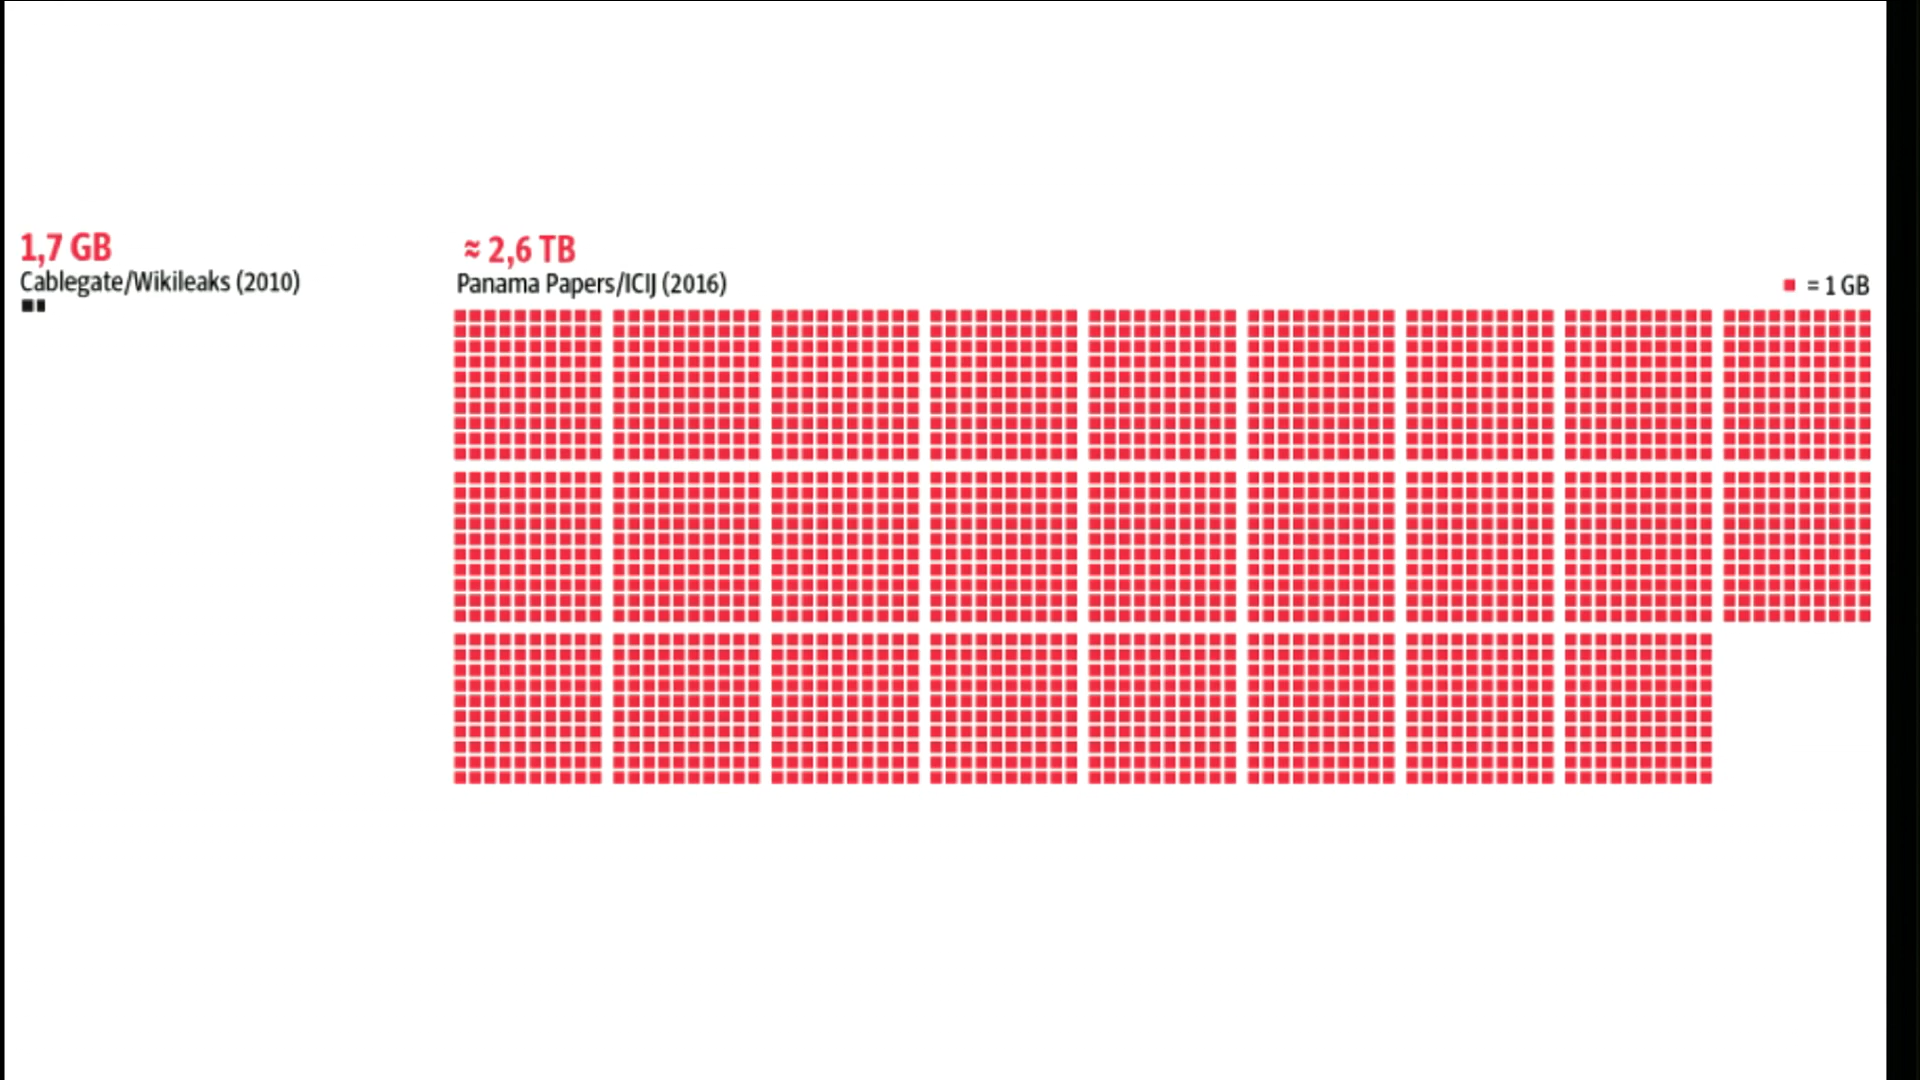 1,7 GB
Cablegate/Wikileaks (2010)
≈ 2,6 TB
Panama Papers/ICIJ (2016)
= 1 GB